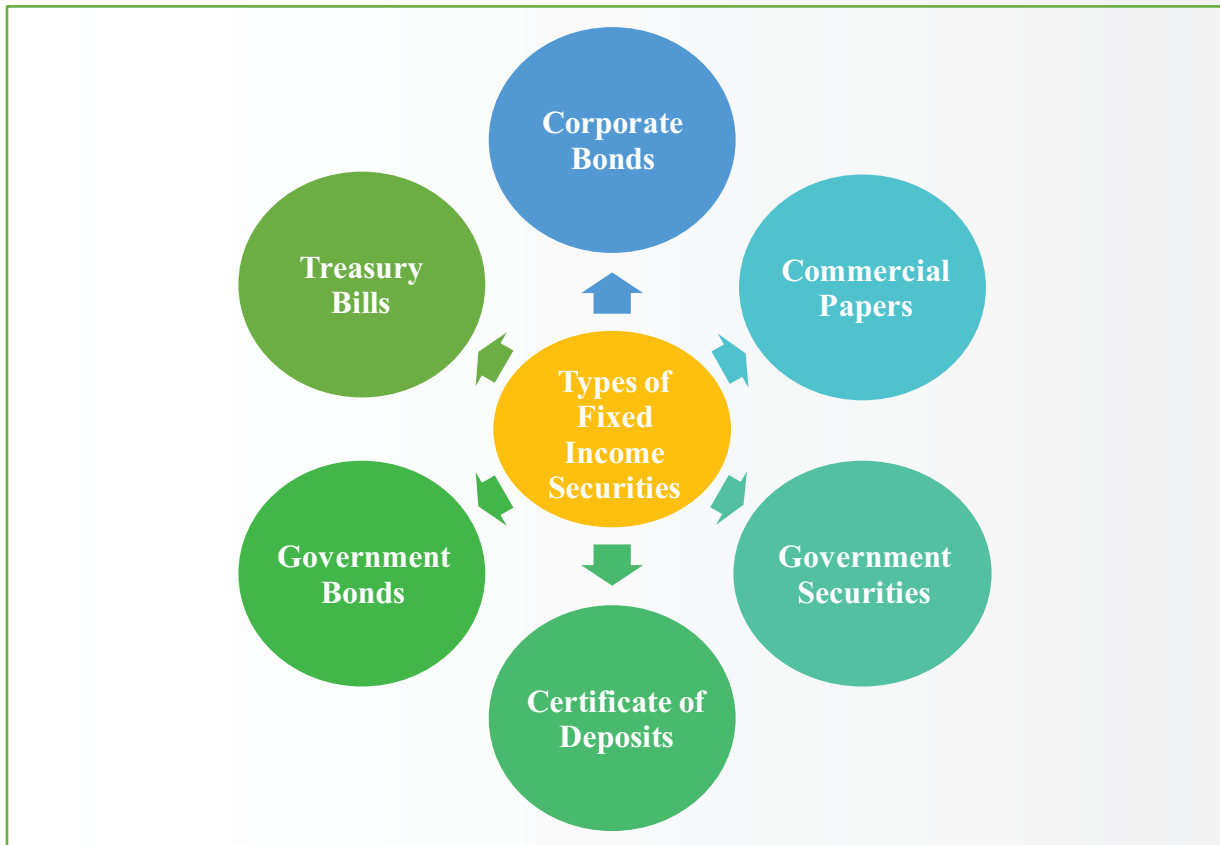 Corporate
Bonds
Treasury
Bills
Commercial
Papers
Types of
Fixed
Income
Securities
Government
Bonds
Government
Securities
Certificate of
Deposits